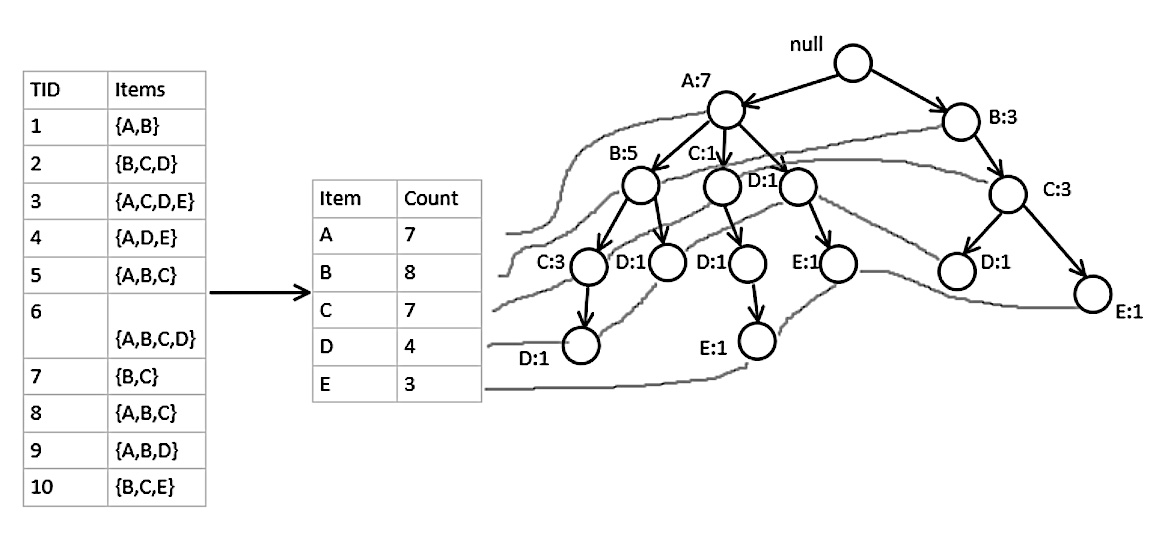 TID Items
1 {A,B}
2 {B,C,D}
3 {A,C,D,E}
4 {A,D,E}
5 {A,B,C}
6 {A,B,C,D}
7 {B,C}
8 {A,B,C}
9 {A,B,D}
10 {B,C,E}
Item Count
A 7
B 8
C 7
D 4
E 3
null
A:7
B:3
B:5
C:1
D:1
C:3
C:3
D:1
D:1
E:1
D:1
E:1
D:1
E:1